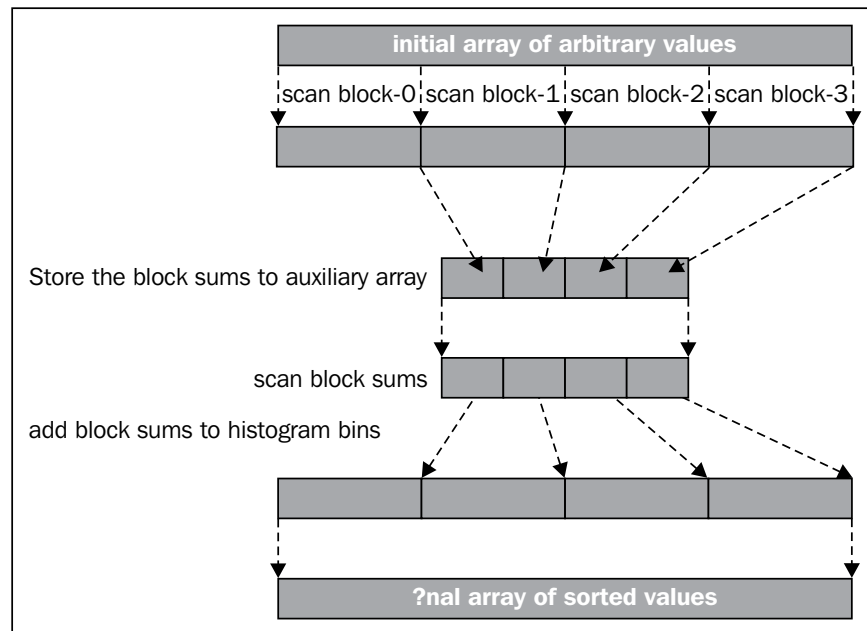 initial array of arbitrary values
scan block-0 scan block-1 scan block-2 scan block-3
Store the block sums to auxiliary array
scan block sums
add block sums to histogram bins
?nal array of sorted values